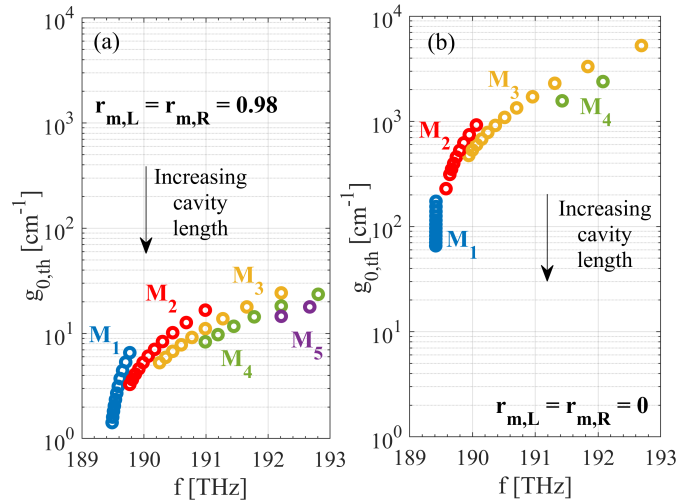 (a)
r_m,L = r_m,R = 0.98
Increasing
cavity
length
M_1
M_2
M_3
M_4
M_5
10^4
10^3
10^2
10^1
10^0
g_0,th [cm^-1]
189 190 191 192 193
f [THz]
(b)
M_3
M_4
M_2
M_1
Increasing
cavity
length
r_m,L = r_m,R = 0
10^4
10^3
10^2
10^1
10^0
g_0,th [cm^-1]
189 190 191 192 193
f [THz]